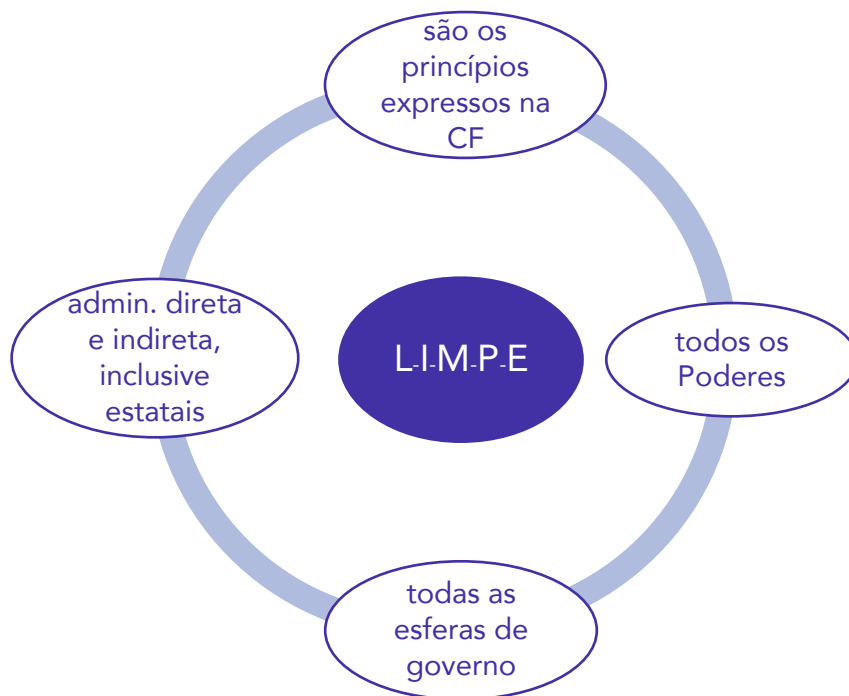 são os
princípios
expressos na
CF
admin. direta
e indireta,
inclusive
estatais
L-I-M-P-E
todos os
Poderes
todas as
esferas de
governo